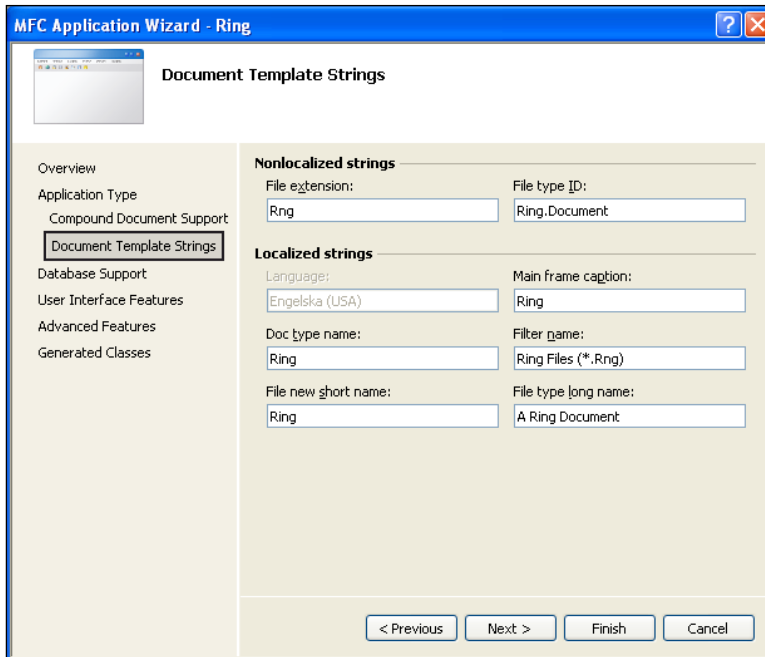 MFC Application Wizard - Ring
Document Template Strings
Overview
Application Type
Compound Document Support
Document Template Strings
Database Support
User Interface Features
Advanced Features
Generated Classes
Nonlocalized strings
File extension:
File type ID:
Rng
Ring.Document
Localized strings
Language:
Main frame caption:
Engelska (USA)
Ring
Doc type name:
Filter name:
Ring
Ring Files (*.Rng)
File new short name:
File type long name:
Ring
A Ring Document
< Previous
Next >
Finish
Cancel